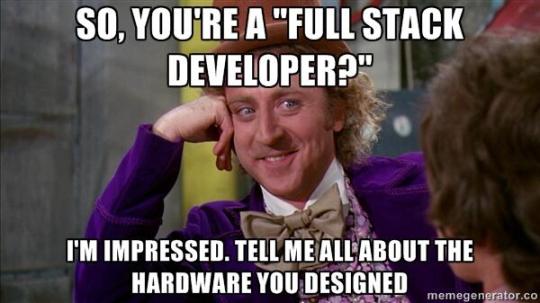 SO, YOU'RE A "FULL STACK
DEVELOPER?"
I'M IMPRESSED. TELL ME ALL ABOUT THE
HARDWARE YOU DESIGNED
memegenerator.co